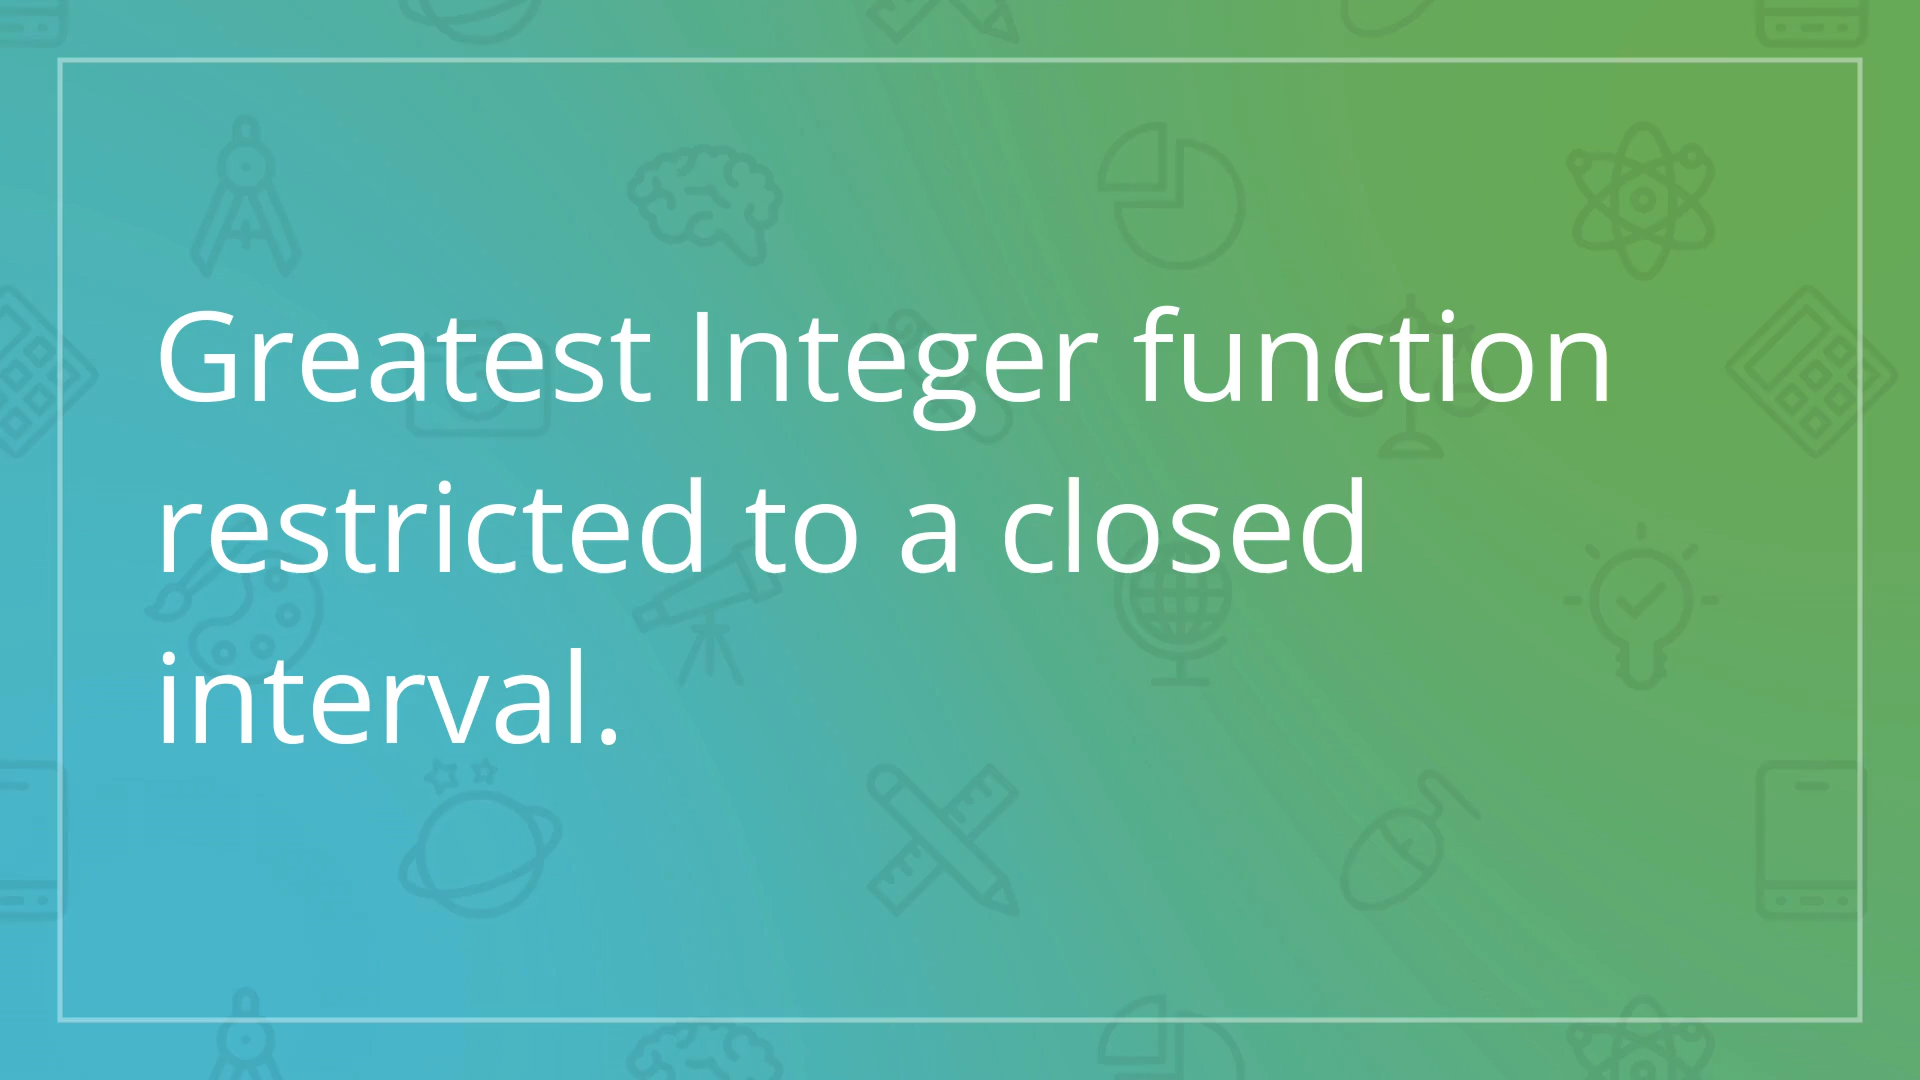 Greatest Integer function
restricted to a closed
interval.